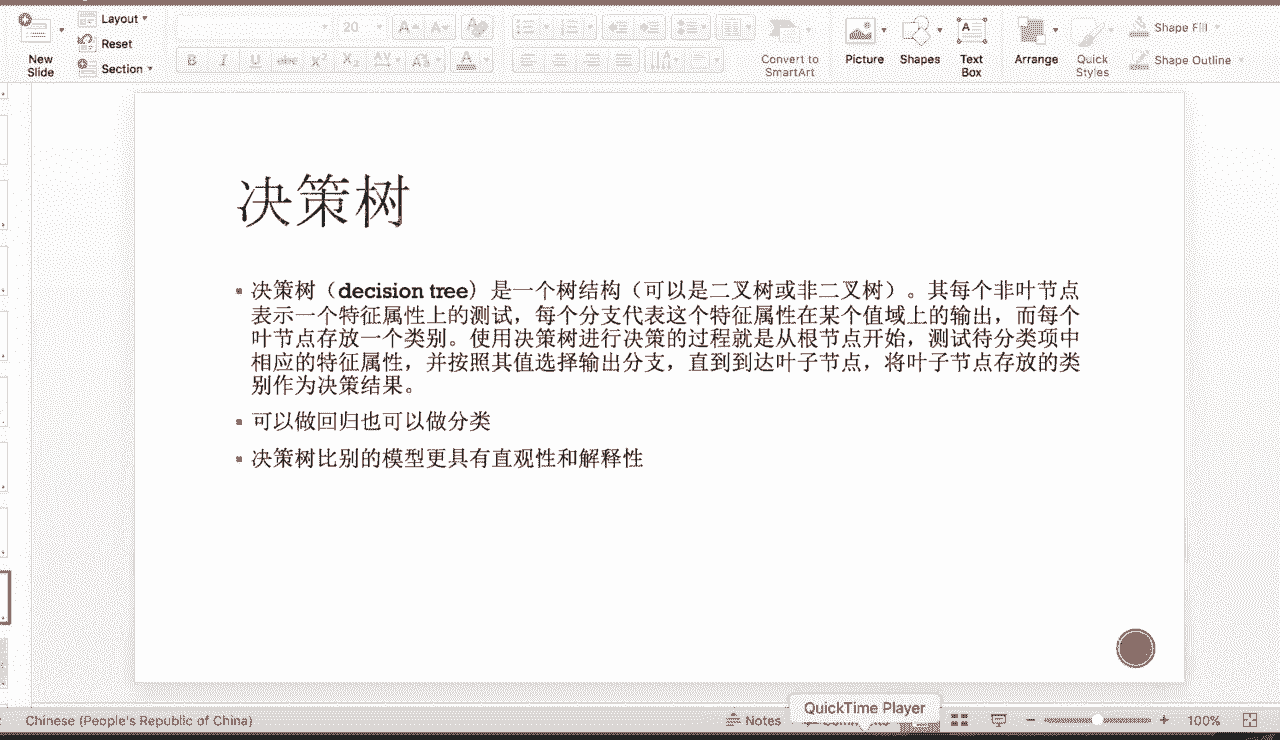 Layout
Reset
Section
New
Slide
20
B I U abc X² X₂ AV Aa A
Convert to
SmartArt
Picture
Shapes
Text
Box
Arrange
Quick
Styles
Shape Fill
Shape Outline
决策树
决策树（decision tree）是一个树结构（可以是二叉树或非二叉树）。其每个非叶节点
表示一个特征属性上的测试，每个分支代表这个特征属性在某个值域上的输出，而每个
叶节点存放一个类别。使用决策树进行决策的过程就是从根节点开始，测试待分类项中
相应的特征属性，并按照其值选择输出分支，直到到达叶子节点，将叶子节点存放的类
别作为决策结果。
可以做回归也可以做分类
决策树比别的模型更具有直观性和解释性
QuickTime Player
Chinese (People's Republic of China)
Notes
100%